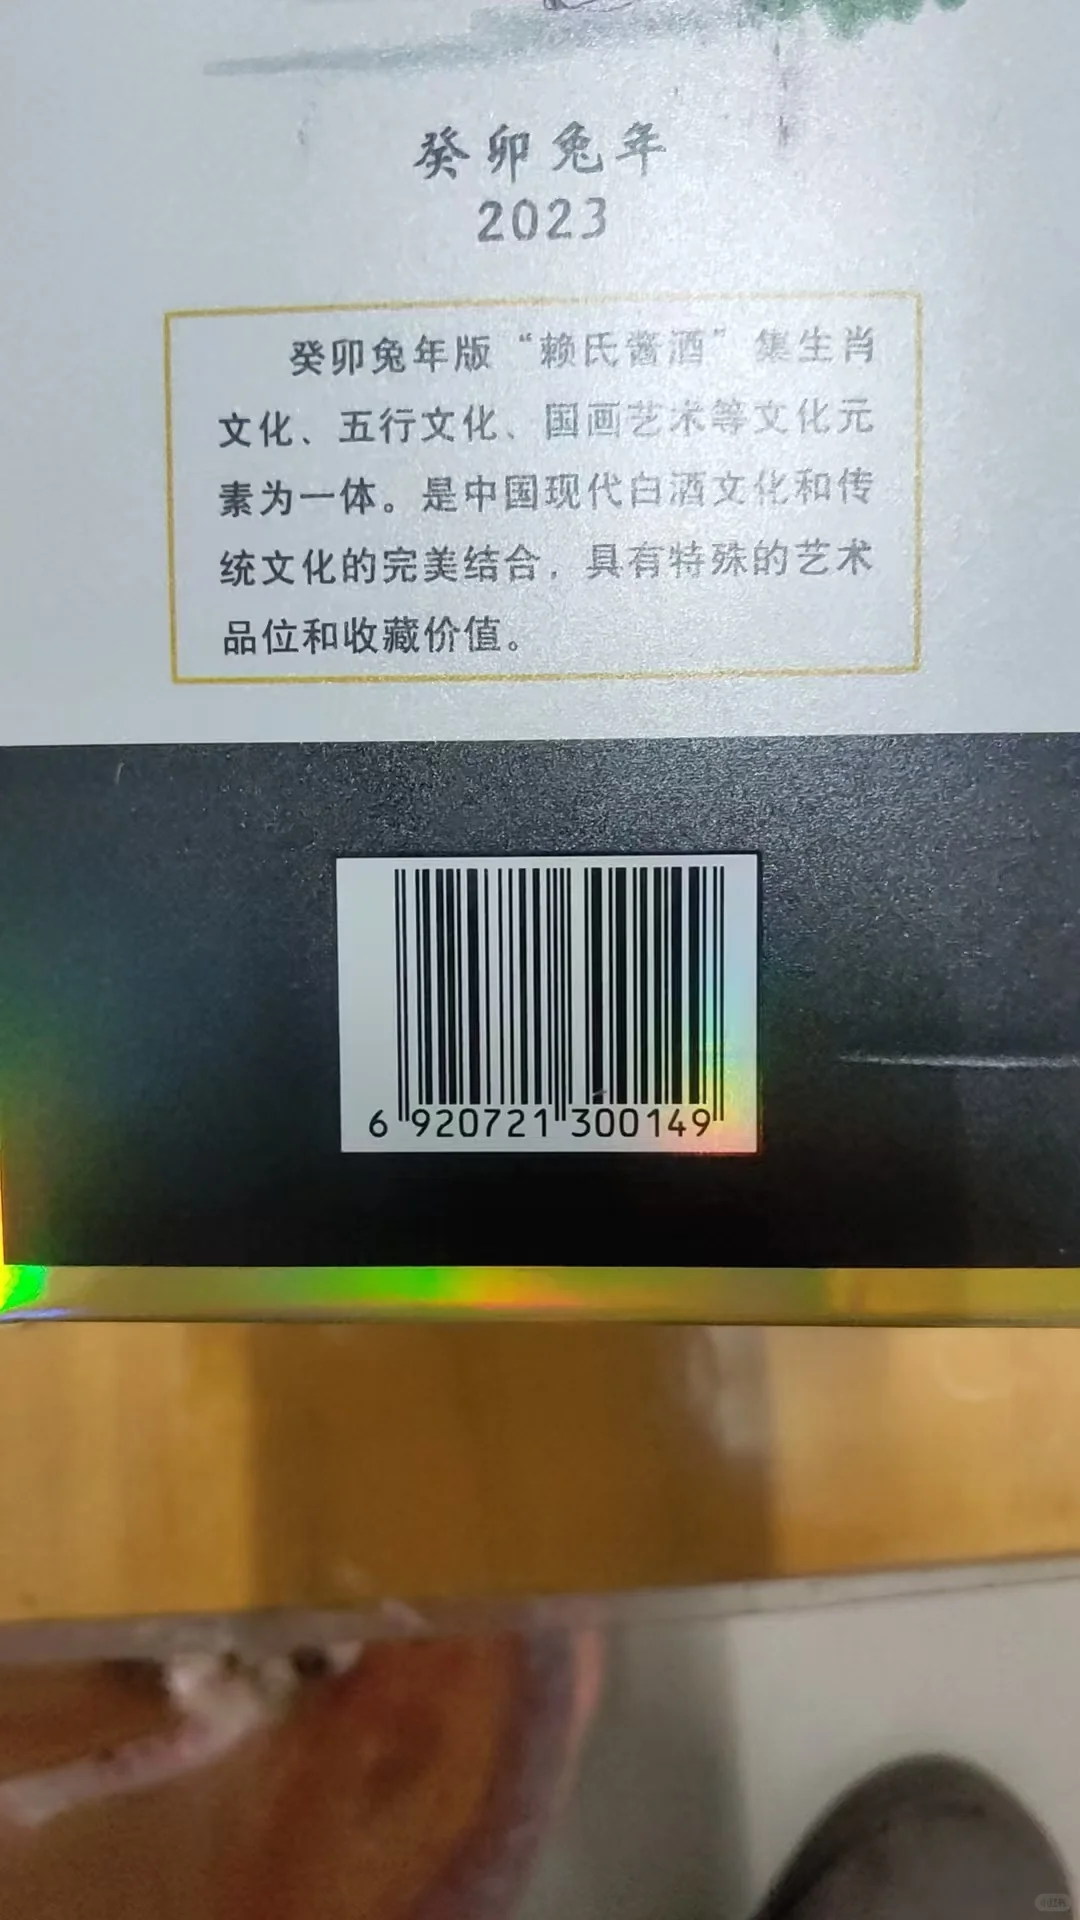 癸卯兔年
2023
癸卯兔年版“赖氏酱酒”集生肖
文化、五行文化、国画艺术等文化元
素为一体。是中国现代白酒文化和传
统文化的完美结合，具有特殊的艺术
品位和收藏价值。
6 920721 300149